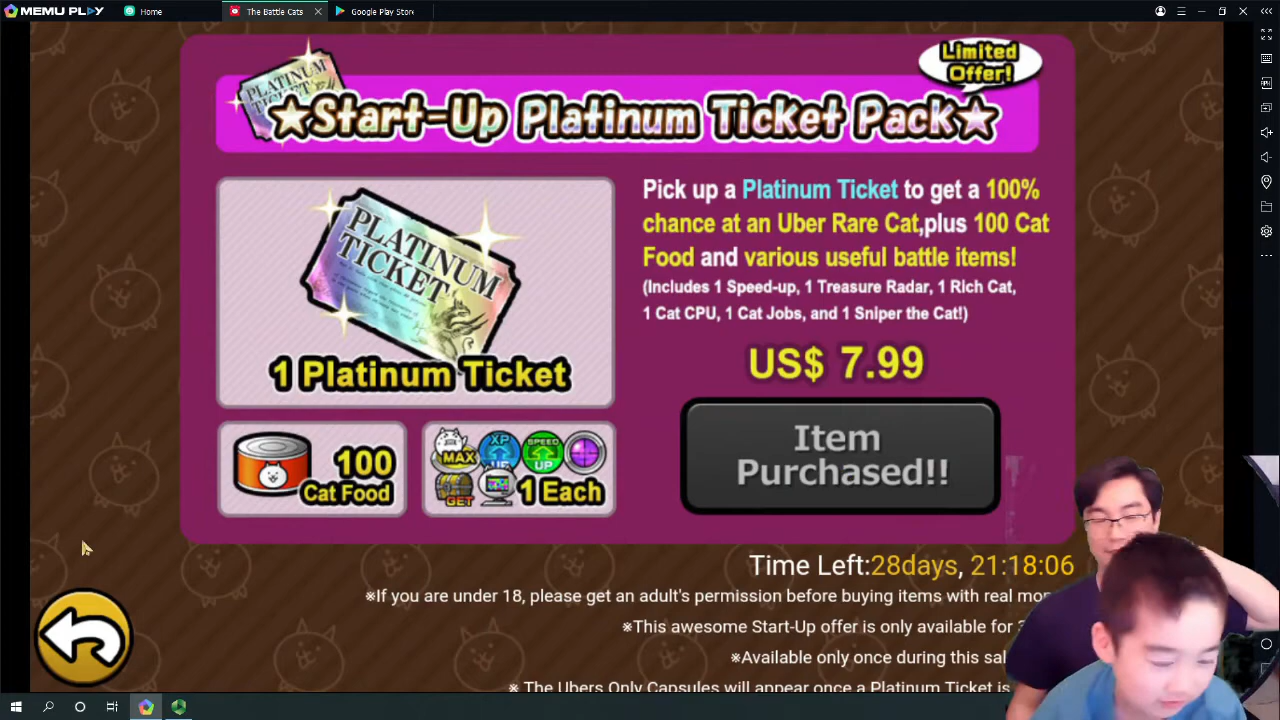 MEMU PLAY
Home
The Battle Cats
Google Play Store
Limited
Offer!
PLATINUM
TICKET
★Start-Up Platinum Ticket Pack★
PLATINUM
TICKET
1 Platinum Ticket
Pick up a Platinum Ticket to get a 100%
chance at an Uber Rare Cat,plus 100 Cat
Food and various useful battle items!
(Includes 1 Speed-up, 1 Treasure Radar, 1 Rich Cat,
1 Cat CPU, 1 Cat Jobs, and 1 Sniper the Cat!)
US$ 7.99
Item
Purchased!!
100
Cat Food
MAX
XP
UP
SPEED
UP
GET
1 Each
Time Left:28days, 21:18:06
※If you are under 18, please get an adult's permission before buying items with real
※This awesome Start-Up offer is only available for
※Available only once during this
※ The Ubers Only Capsules will appear once a Platinum Ticket is